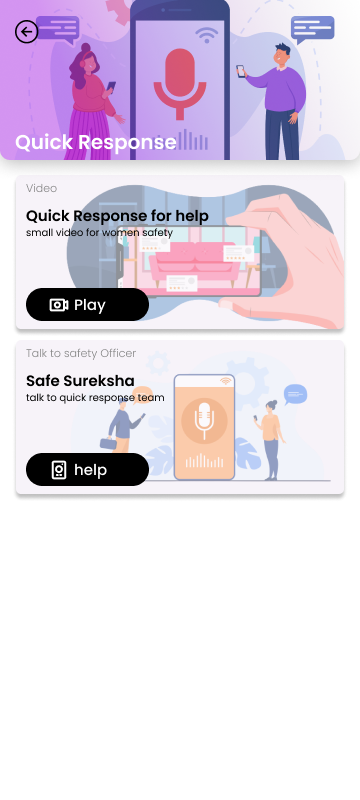 Quick Response
Video
Quick Response for help
small video for women safety
Play
Talk to safety Officer
Safe Sureksha
talk to quick response team
help